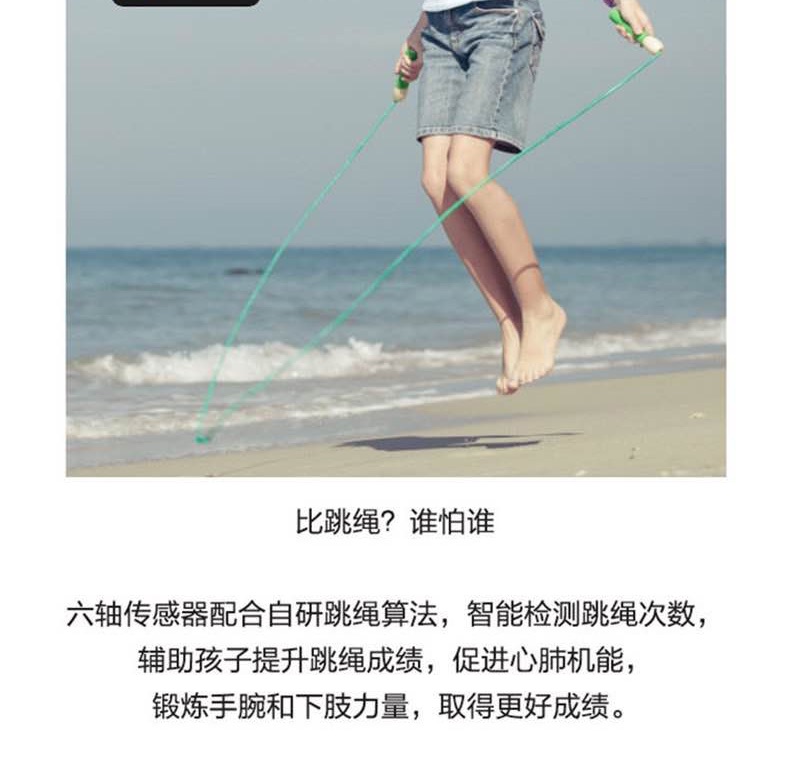 比跳绳？谁怕谁
六轴传感器配合自研跳绳算法，智能检测跳绳次数，
辅助孩子提升跳绳成绩，促进心肺机能，
锻炼手腕和下肢力量，取得更好成绩。